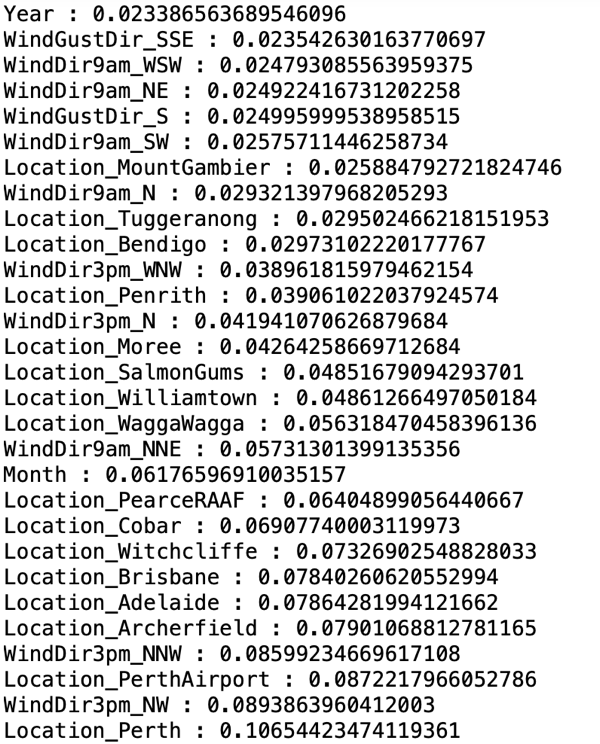 Year : 0.023386563689546096
WindGustDir_SSE : 0.023542630163770697
WindDir9am_WSW : 0.024793085563959375
WindDir9am_NE : 0.024922416731202258
WindGustDir_S : 0.024995999538958515
WindDir9am_SW : 0.02575711446258734
Location_MountGambier : 0.025884792721824746
WindDir9am_N : 0.029321397968205293
Location_Tuggeranong : 0.029502466218151953
Location_Bendigo : 0.02973102220177767
WindDir3pm_WNW : 0.038961815979462154
Location_Penrith : 0.039061022037924574
WindDir3pm_N : 0.041941070626879684
Location_Moree : 0.04264258669712684
Location_SalmonGums : 0.04851679094293701
Location_Williamtown : 0.04861266497050184
Location_WaggaWagga : 0.056318470458396136
WindDir9am_NNE : 0.05731301399135356
Month : 0.06176596910035157
Location_PearceRAAF : 0.06404899056440667
Location_Cobar : 0.06907740003119973
Location_Witchcliffe : 0.07326902548828033
Location_Brisbane : 0.07840260620552994
Location_Adelaide : 0.07864281994121662
Location_Archerfield : 0.07901068812781165
WindDir3pm_NNW : 0.08599234669617108
Location_PerthAirport : 0.0872217966052786
WindDir3pm_NW : 0.0893863960412003
Location_Perth : 0.10654423474119361